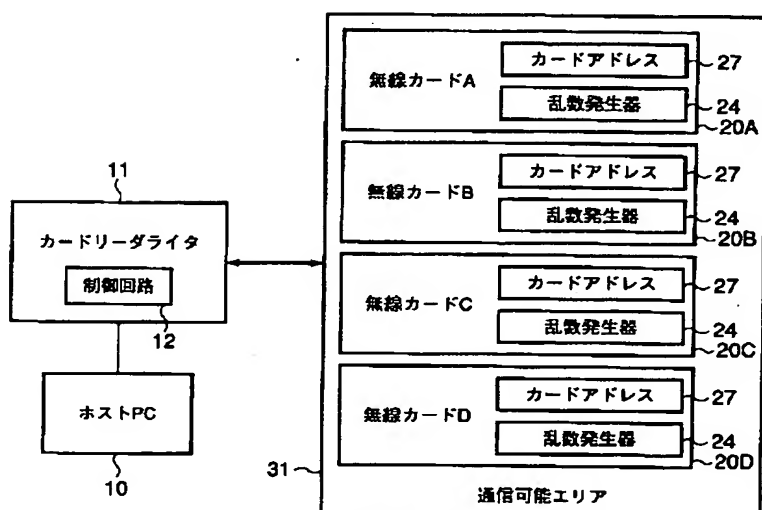 11
カードリーダライタ
制御回路
12
ホストPC
10
無線カードA
カードアドレス
27
乱数発生器
24
20A
無線カードB
カードアドレス
27
乱数発生器
24
20B
無線カードC
カードアドレス
27
乱数発生器
24
20C
無線カードD
カードアドレス
27
乱数発生器
24
20D
31
通信可能エリア